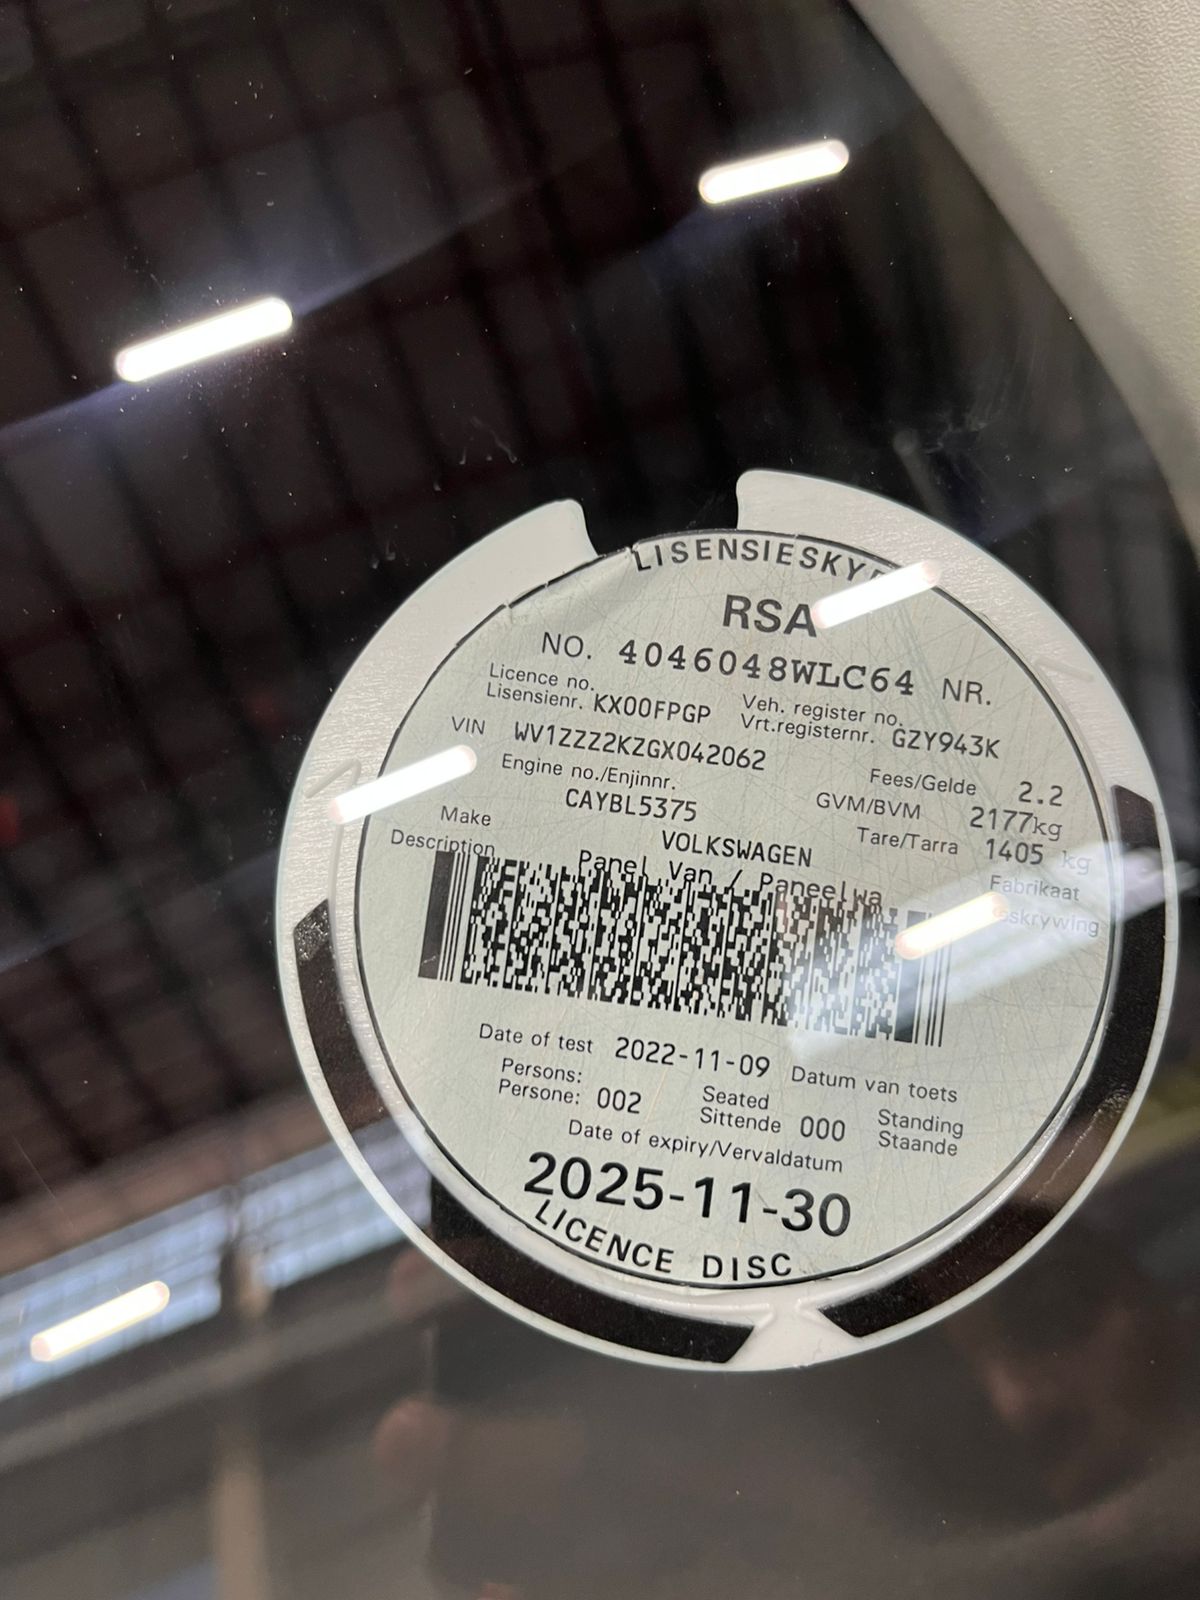 LISENSIESKY
RSA
NO. 4046048WLC64 NR.
Licence no. Lisensienr. KX00FPGP Veh. register no. Vrt.registernr. GZY943K
VIN WV1ZZZ2KZGX042062
Fees/Gelde 2.2
Engine no./Enjinnr. GVM/BVM 2177kg
CAYBL5375 Tare/Tarra 1405 kg
Make VOLKSWAGEN Fabrikaat
Description Panel Van / Paneelwa skrywing
Date of test 2022-11-09 Datum van toets
Persons: Persone: 002 Seated Sittende 000 Standing Staande
Date of expiry/Vervaldatum
2025-11-30
LICENCE DISC